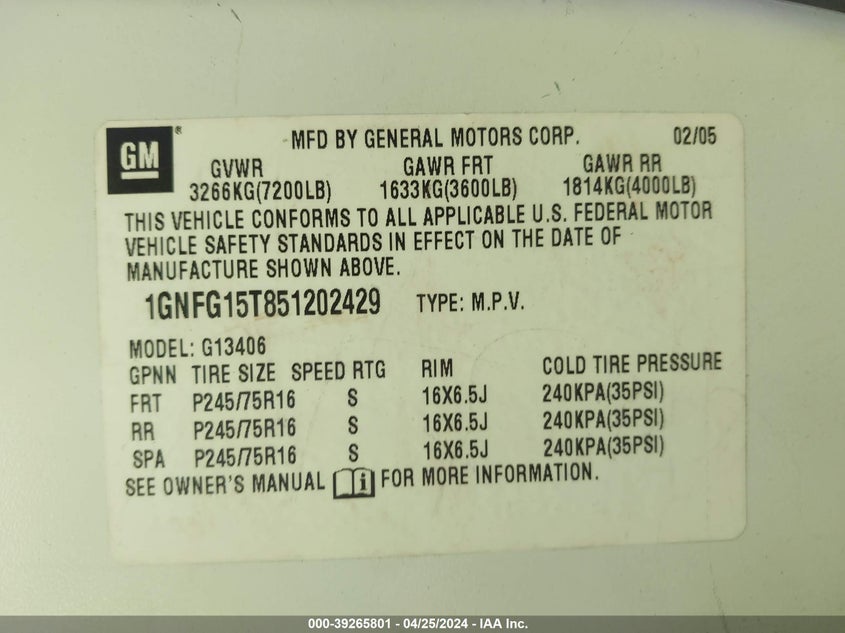 GM ®
MFD BY GENERAL MOTORS CORP. 02/05
GVWR GAWR FRT GAWR RR
3266KG(7200LB) 1633KG(3600LB) 1814KG(4000LB)
THIS VEHICLE CONFORMS TO ALL APPLICABLE U.S. FEDERAL MOTOR
VEHICLE SAFETY STANDARDS IN EFFECT ON THE DATE OF
MANUFACTURE SHOWN ABOVE.
1GNFG15T851202429 TYPE: M.P.V.
MODEL: G13406
GPNN TIRE SIZE SPEED RTG RIM COLD TIRE PRESSURE
FRT P245/75R16 S 16X6.5J 240KPA(35PSI)
RR P245/75R16 S 16X6.5J 240KPA(35PSI)
SPA P245/75R16 S 16X6.5J 240KPA(35PSI)
SEE OWNER'S MANUAL i FOR MORE INFORMATION.
000-39265801 - 04/25/2024 - IAA Inc.